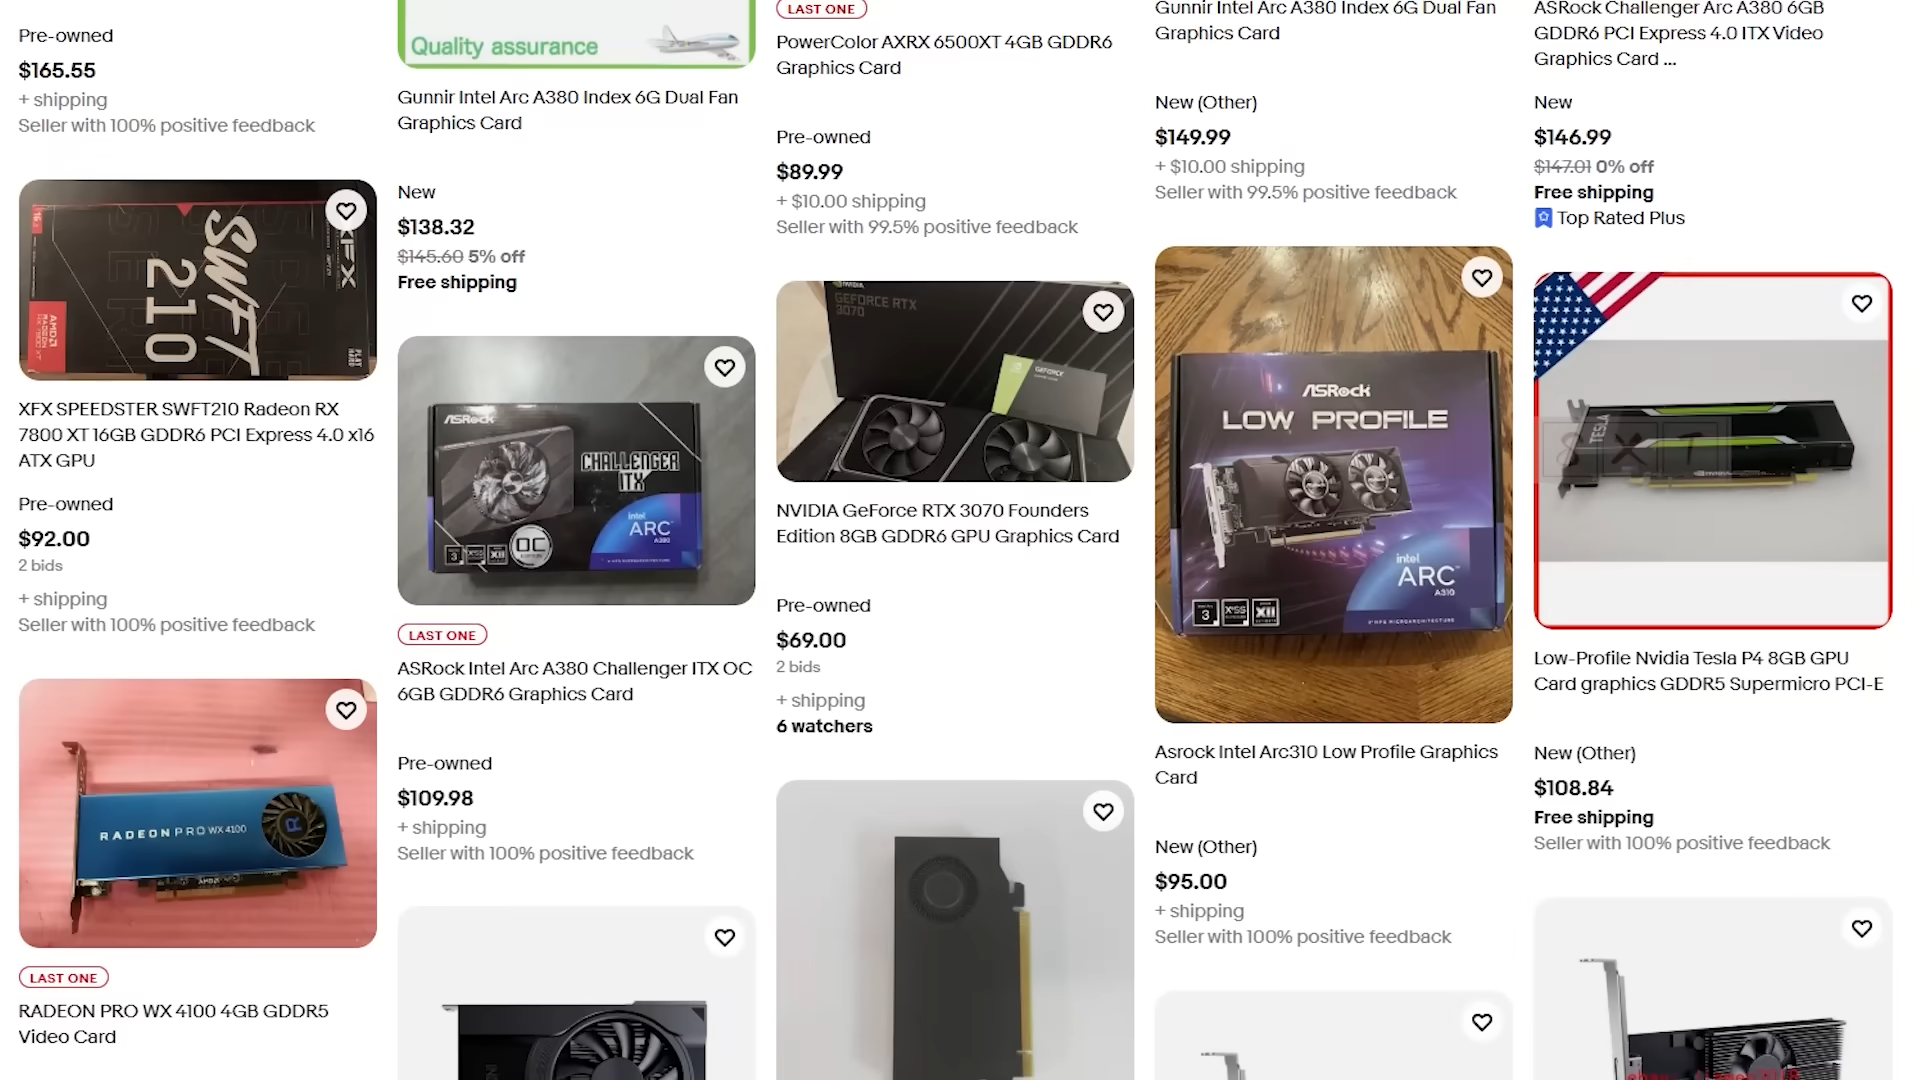 Pre-owned
$165.55
+ shipping
Seller with 100% positive feedback
XFX
SWFT
210
XFX SPEEDSTER SWFT210 Radeon RX
7800 XT 16GB GDDR6 PCI Express 4.0 x16
ATX GPU
Pre-owned
$92.00
2 bids
+ shipping
Seller with 100% positive feedback
RADEON PRO WX 4100
R
AMD
LAST ONE
RADEON PRO WX 4100 4GB GDDR5
Video Card
Quality assurance
Gunnir Intel Arc A380 Index 6G Dual Fan
Graphics Card
New
$138.32
$145.60 5% off
Free shipping
ASRock
CHALLENGER
ITX
intel
ARC
A380
OC
LAST ONE
ASRock Intel Arc A380 Challenger ITX OC
6GB GDDR6 Graphics Card
Pre-owned
$109.98
+ shipping
Seller with 100% positive feedback
LAST ONE
PowerColor AXRX 6500XT 4GB GDDR6
Graphics Card
Pre-owned
$89.99
+ $10.00 shipping
Seller with 99.5% positive feedback
NVIDIA
GEFORCE RTX
3070
GEFORCE
NVIDIA GeForce RTX 3070 Founders
Edition 8GB GDDR6 GPU Graphics Card
Pre-owned
$69.00
2 bids
+ shipping
6 watchers
Gunnir Intel Arc A380 Index 6G Dual Fan
Graphics Card
New (Other)
$149.99
+ $10.00 shipping
Seller with 99.5% positive feedback
ASRock
LOW PROFILE
intel
ARC
A310
Asrock Intel Arc310 Low Profile Graphics
Card
New (Other)
$95.00
+ shipping
Seller with 100% positive feedback
ASRock Challenger Arc A380 6GB
GDDR6 PCI Express 4.0 ITX Video
Graphics Card ...
New
$146.99
$147.01 0% off
Free shipping
Top Rated Plus
TESLA
Low-Profile Nvidia Tesla P4 8GB GPU
Card graphics GDDR5 Supermicro PCI-E
New (Other)
$108.84
Free shipping
Seller with 100% positive feedback